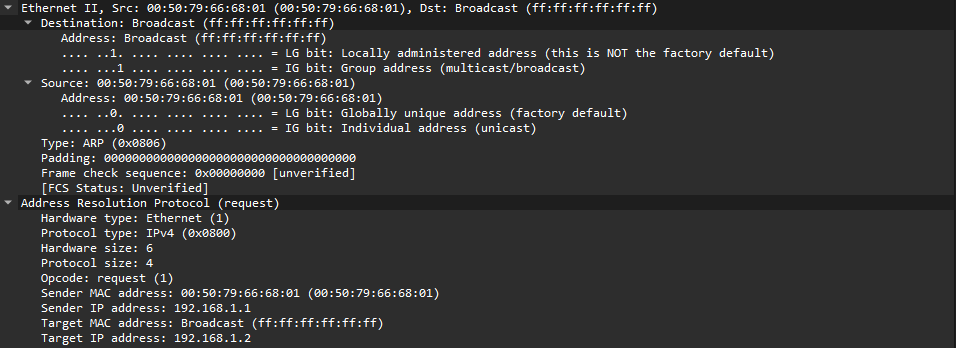 Ethernet II, Src: 00:50:79:66:68:01 (00:50:79:66:68:01), Dst: Broadcast (ff:ff:ff:ff:ff:ff)
Destination: Broadcast (ff:ff:ff:ff:ff:ff)
Address: Broadcast (ff:ff:ff:ff:ff:ff)
.... ..1. .... .... .... .... = LG bit: Locally administered address (this is NOT the factory default)
.... ...1 .... .... .... .... = IG bit: Group address (multicast/broadcast)
Source: 00:50:79:66:68:01 (00:50:79:66:68:01)
Address: 00:50:79:66:68:01 (00:50:79:66:68:01)
.... ..0. .... .... .... .... = LG bit: Globally unique address (factory default)
.... ...0 .... .... .... .... = IG bit: Individual address (unicast)
Type: ARP (0x0806)
Padding: 000000000000000000000000000000000000
Frame check sequence: 0x00000000 [unverified]
[FCS Status: Unverified]
Address Resolution Protocol (request)
Hardware type: Ethernet (1)
Protocol type: IPv4 (0x0800)
Hardware size: 6
Protocol size: 4
Opcode: request (1)
Sender MAC address: 00:50:79:66:68:01 (00:50:79:66:68:01)
Sender IP address: 192.168.1.1
Target MAC address: Broadcast (ff:ff:ff:ff:ff:ff)
Target IP address: 192.168.1.2